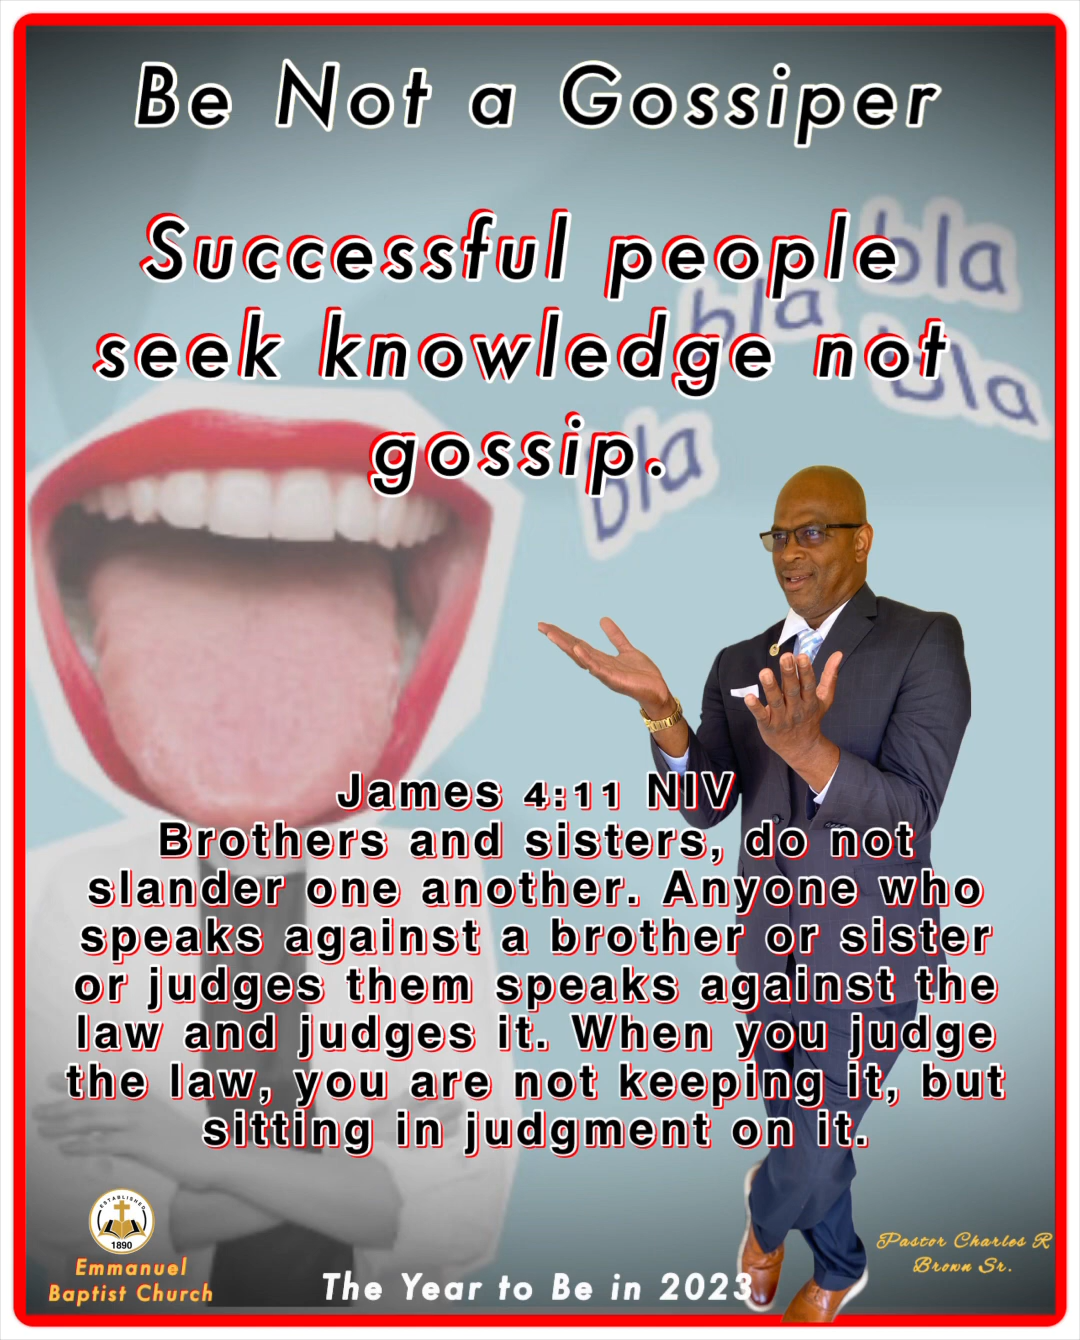 Be Not a Gossiper
Successful people
seek knowledge not
gossip.
bla
bla
bla
bla
James 4:11 NIV
Brothers and sisters, do not
slander one another. Anyone who
speaks against a brother or sister
or judges them speaks against the
law and judges it. When you judge
the law, you are not keeping it, but
sitting in judgment on it.
ESTABLISHED
1890
Emmanuel
Baptist Church
The Year to Be in 2023
Pastor Charles R
Brown Sr.